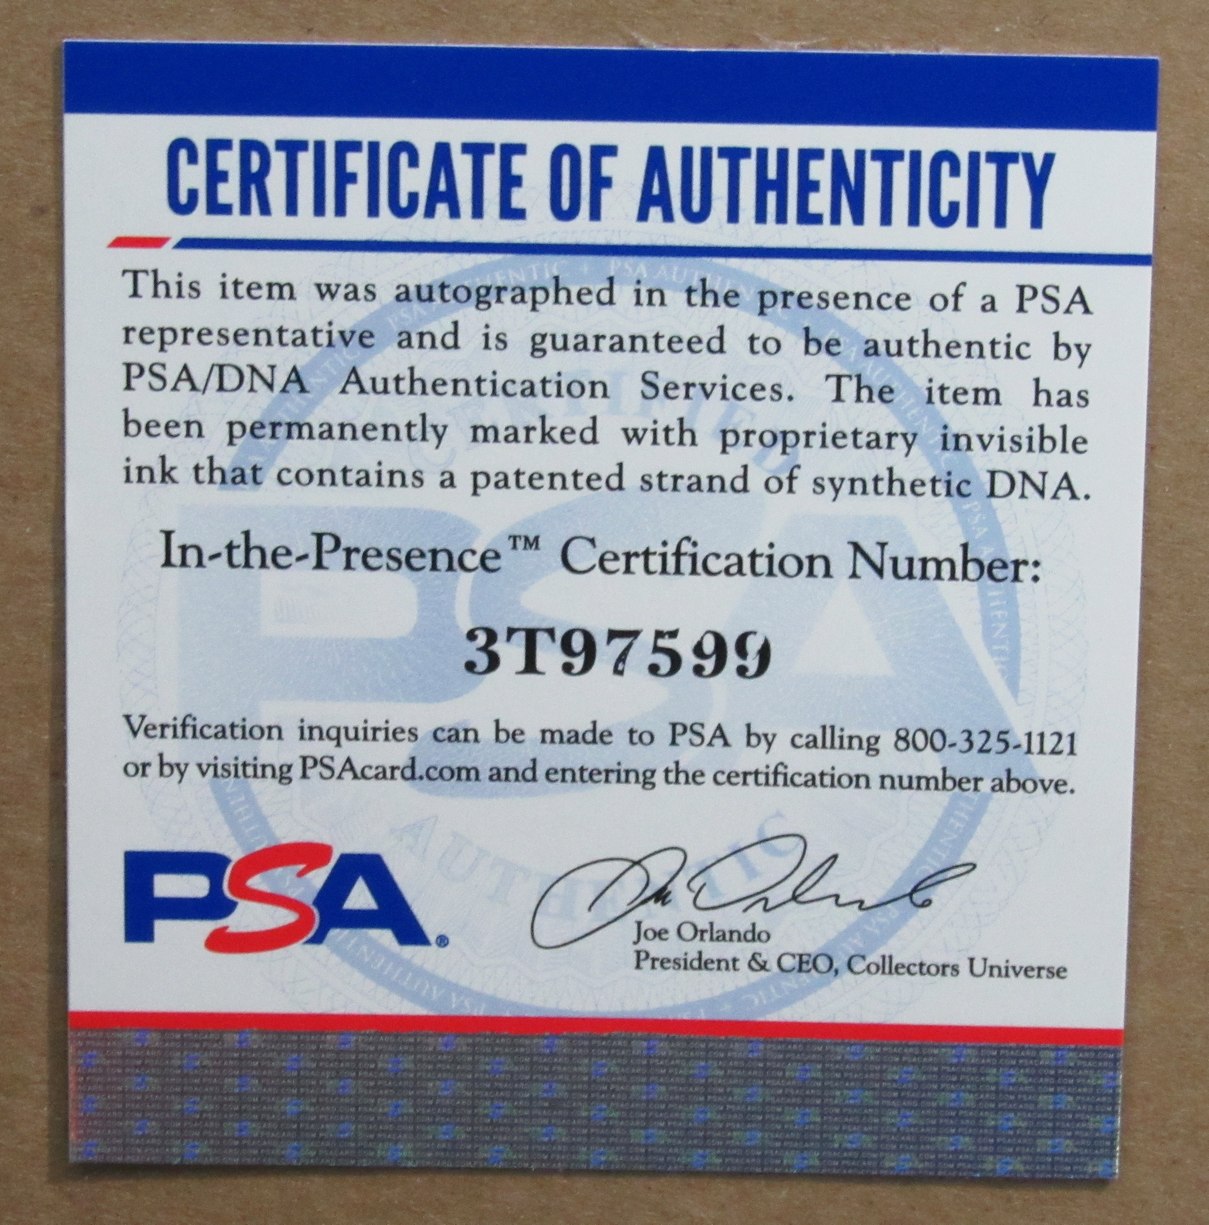 CERTIFICATE OF AUTHENTICITY
This item was autographed in the presence of a PSA
representative and is guaranteed to be authentic by
PSA/DNA Authentication Services. The item has
been permanently marked with proprietary invisible
ink that contains a patented strand of synthetic DNA.
In-the-Presence™ Certification Number:
3T97599
Verification inquiries can be made to PSA by calling 800-325-1121
or by visiting PSAcard.com and entering the certification number above.
PSA®
Joe Orlando
President & CEO, Collectors Universe